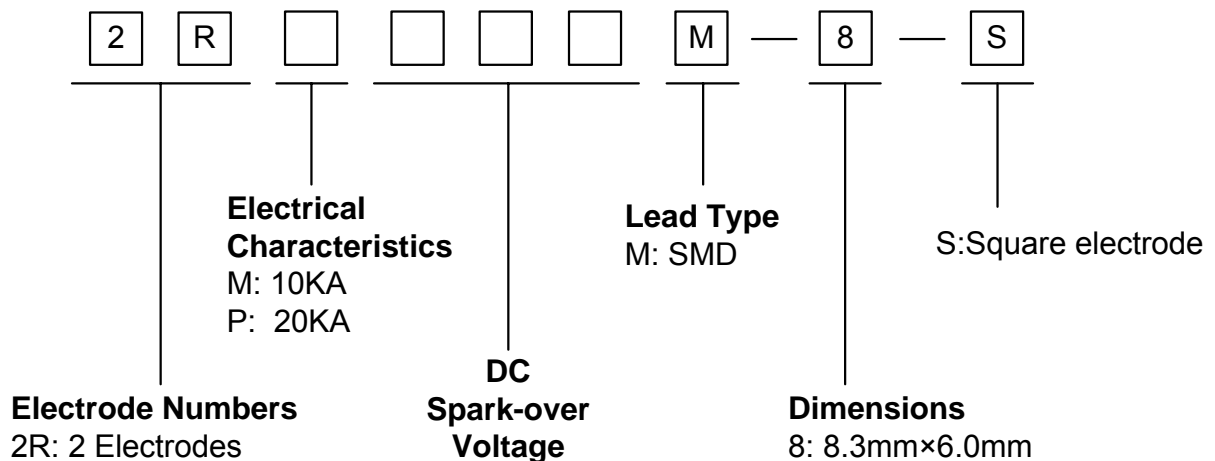 2 R M — 8 — S
Electrical
Characteristics
M: 10KA
P: 20KA
Lead Type
M: SMD
S:Square electrode
Electrode Numbers
2R: 2 Electrodes
DC
Spark-over
Voltage
Dimensions
8: 8.3mm×6.0mm